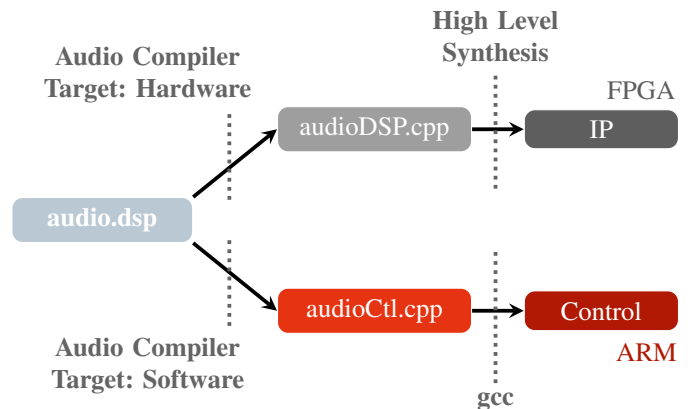 High Level
Synthesis
Audio Compiler
Target: Hardware
FPGA
audioDSP.cpp
IP
audio.dsp
audioCtl.cpp
Control
Audio Compiler
Target: Software
ARM
gcc